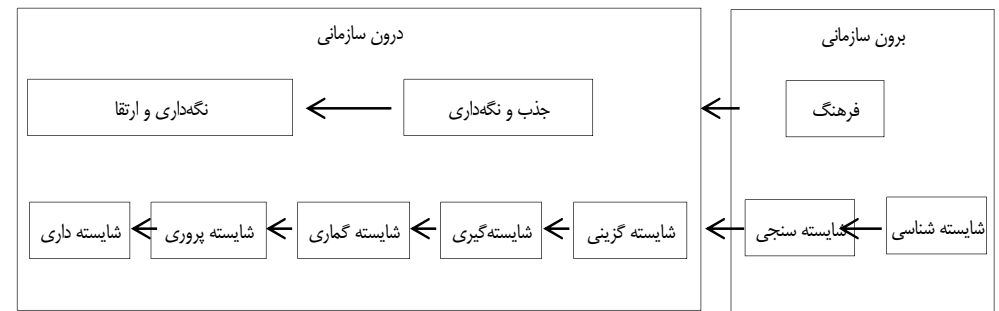 برون سازمانی
درون سازمانی
فرهنگ
جذب و نگه‌داری
نگه‌داری و ارتقا
شایسته شناسی
شایسته سنجی
شایسته گزینی
شایسته‌گیری
شایسته گماری
شایسته پروری
شایسته داری